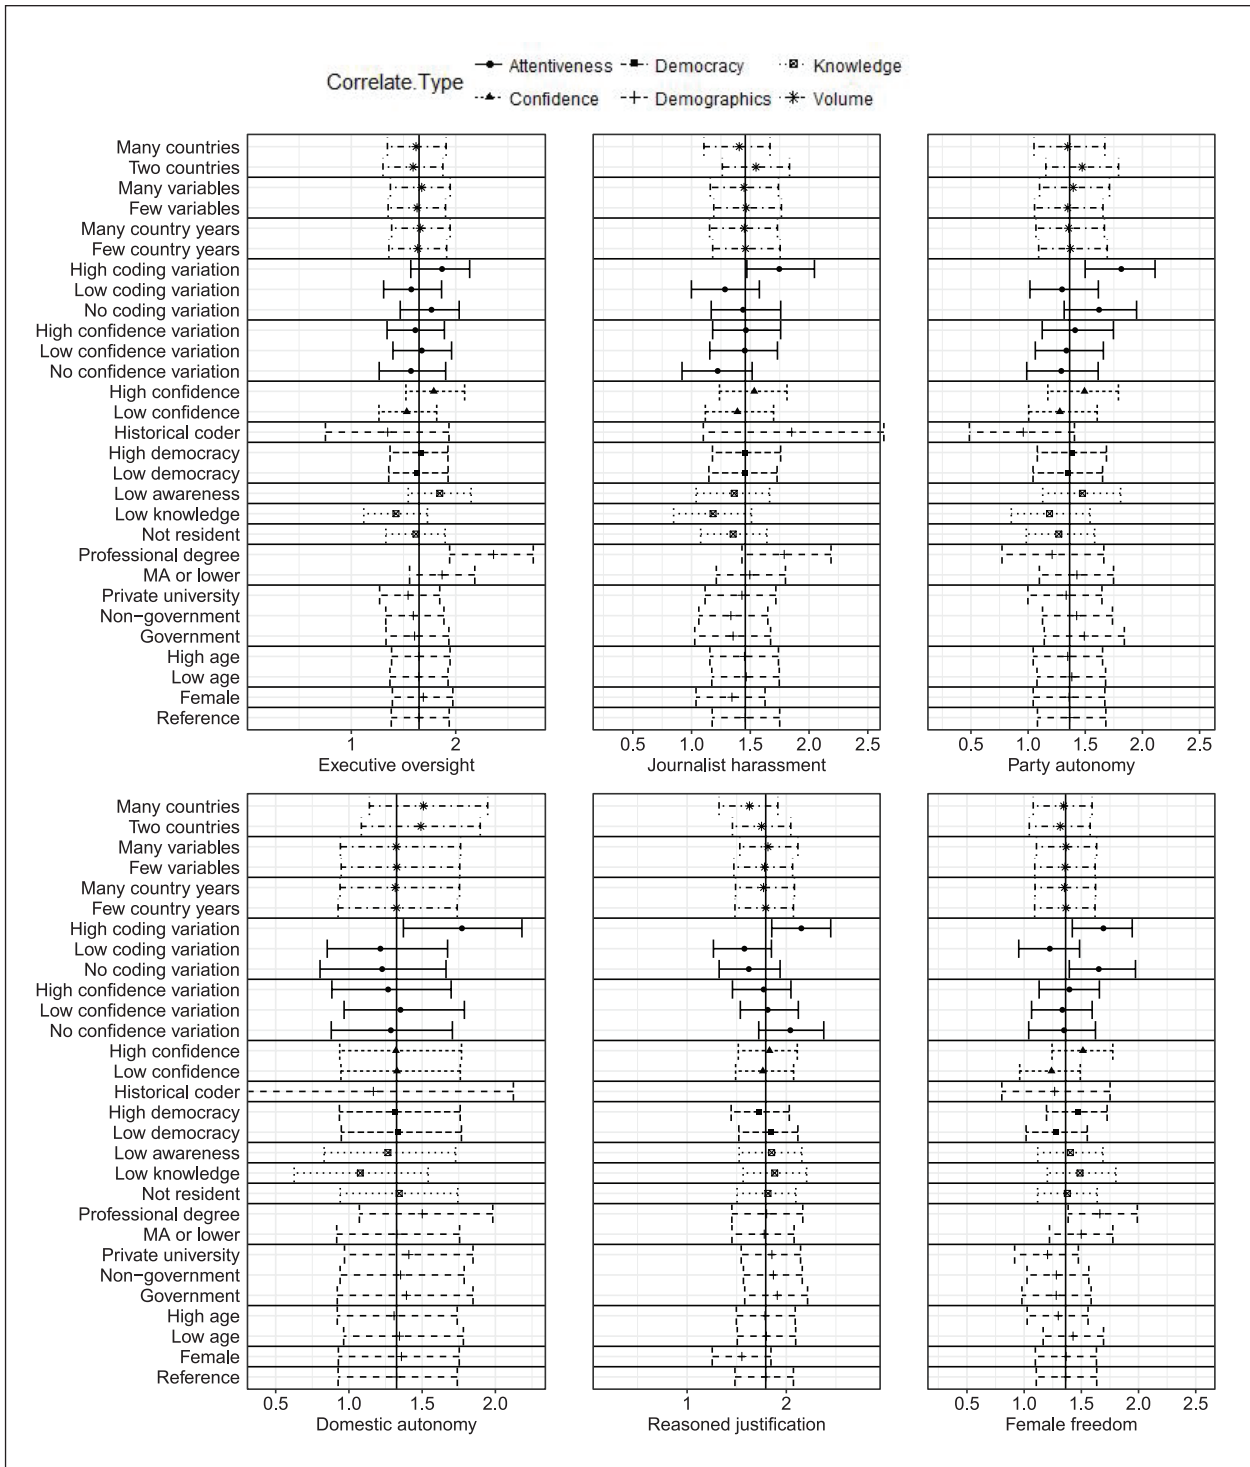 Correlate.Type
Attentiveness Democracy Knowledge
Confidence Demographics Volume
Many countries
Two countries
Many variables
Few variables
Many country years
Few country years
High coding variation
Low coding variation
No coding variation
High confidence variation
Low confidence variation
No confidence variation
High confidence
Low confidence
Historical coder
High democracy
Low democracy
Low awareness
Low knowledge
Not resident
Professional degree
MA or lower
Private university
Non−government
Government
High age
Low age
Female
Reference
1 2 0.5 1.0 1.5 2.0 2.5 0.5 1.0 1.5 2.0 2.5
Executive oversight Journalist harassment Party autonomy
Many countries
Two countries
Many variables
Few variables
Many country years
Few country years
High coding variation
Low coding variation
No coding variation
High confidence variation
Low confidence variation
No confidence variation
High confidence
Low confidence
Historical coder
High democracy
Low democracy
Low awareness
Low knowledge
Not resident
Professional degree
MA or lower
Private university
Non−government
Government
High age
Low age
Female
Reference
0.5 1.0 1.5 2.0 1 2 0.5 1.0 1.5 2.0 2.5
Domestic autonomy Reasoned justification Female freedom